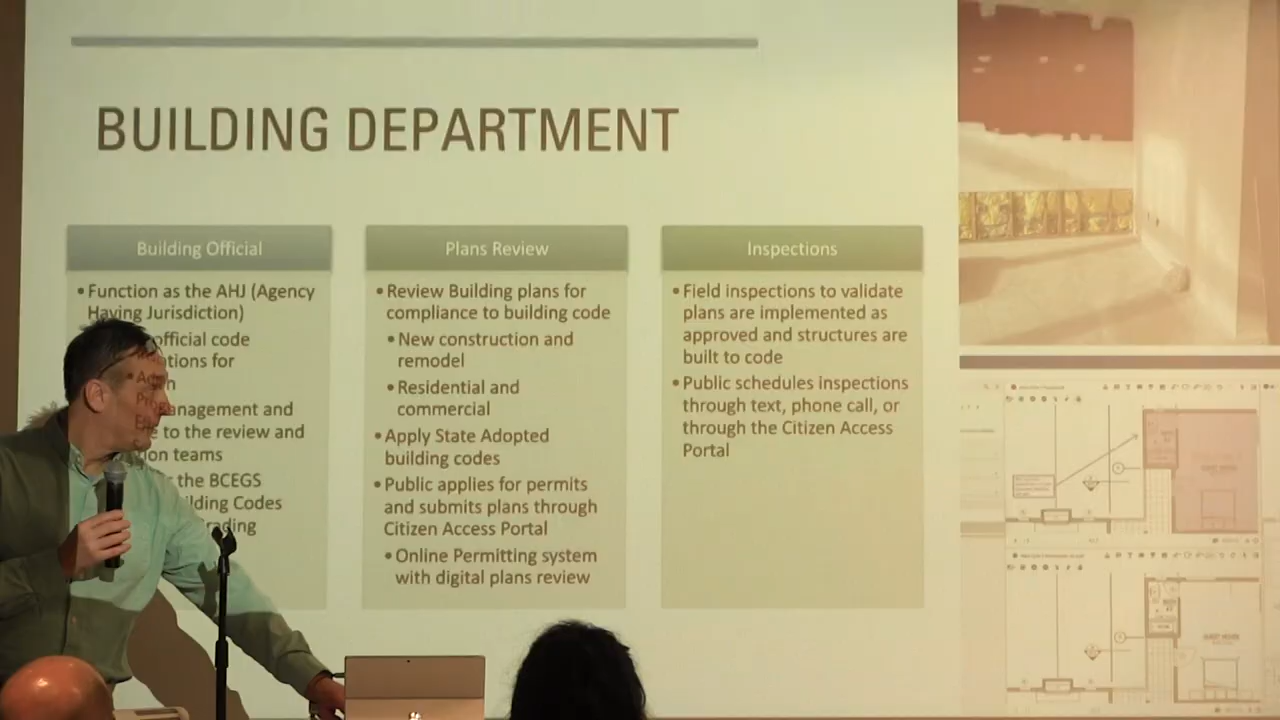 BUILDING DEPARTMENT
Building Official
• Function as the AHJ (Agency
Having Jurisdiction)
official code
for
anagement and
to the review and
teams
the BCEGS
Codes
Plans Review
• Review Building plans for
compliance to building code
• New construction and
remodel
• Residential and
commercial
• Apply State Adopted
building codes
• Public applies for permits
and submits plans through
Citizen Access Portal
• Online Permitting system
with digital plans review
Inspections
• Field inspections to validate
plans are implemented as
approved and structures are
built to code
• Public schedules inspections
through text, phone call, or
through the Citizen Access
Portal